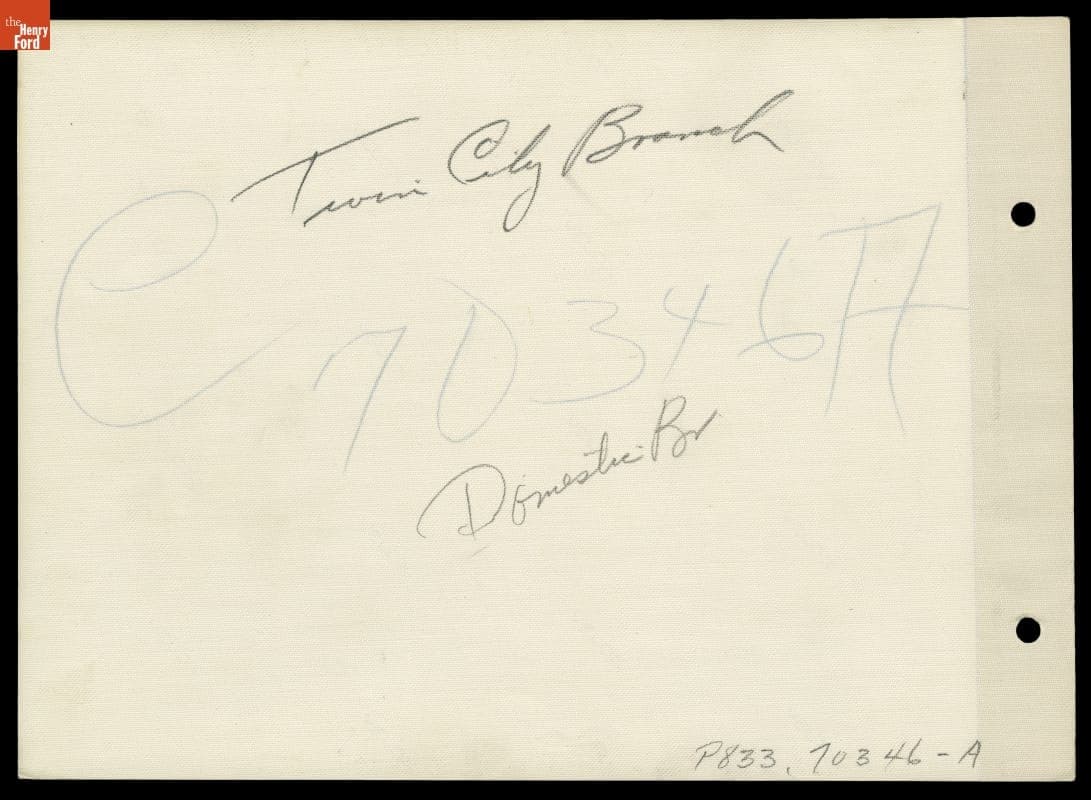 the
Henry
Ford
Twin City Branch
C 70346A
Domestic Br
P833. 70346-A